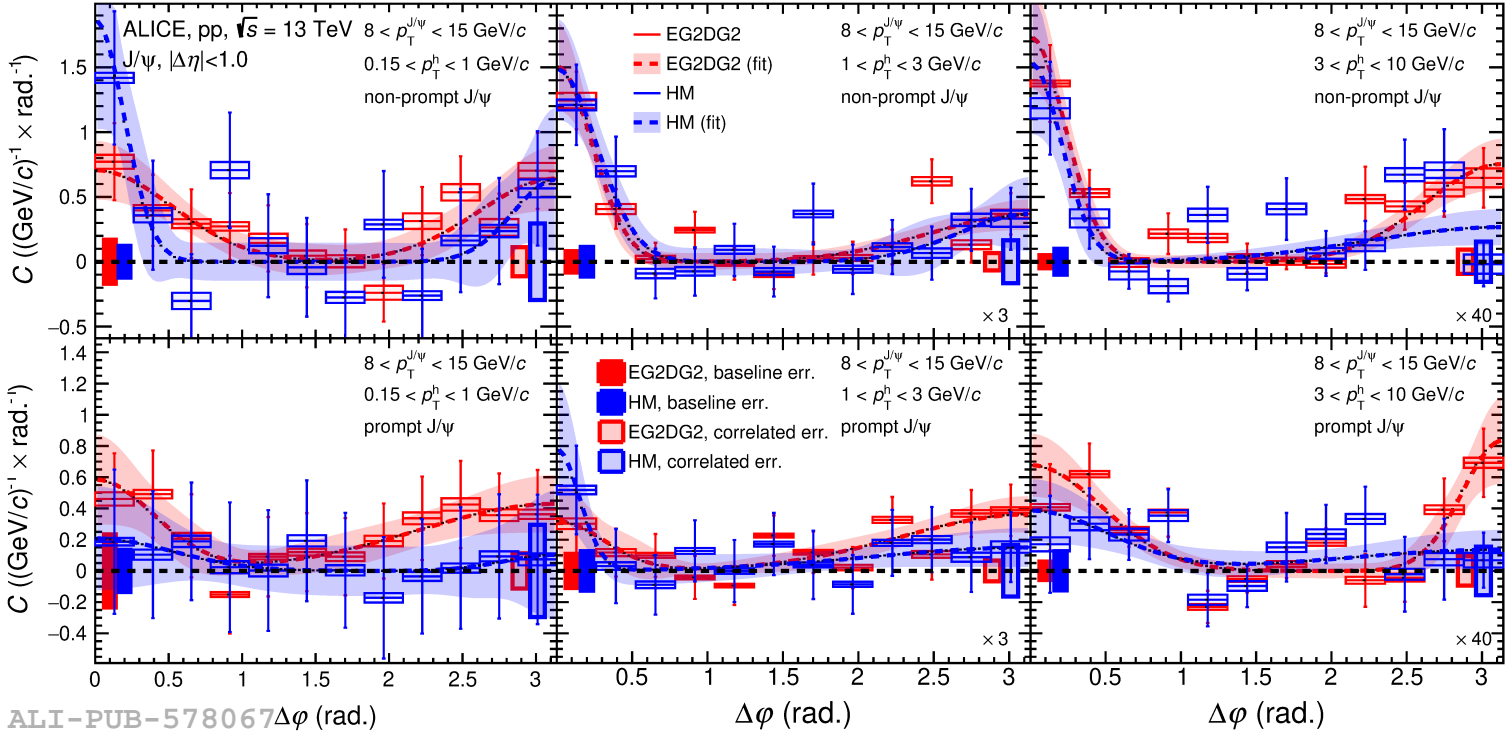 ALICE, pp, √s = 13 TeV
J/ψ, |Δη|<1.0
8 < p_T^{J/ψ} < 15 GeV/c
0.15 < p_T^h < 1 GeV/c
non-prompt J/ψ
EG2DG2
EG2DG2 (fit)
HM
HM (fit)
8 < p_T^{J/ψ} < 15 GeV/c
1 < p_T^h < 3 GeV/c
non-prompt J/ψ
8 < p_T^{J/ψ} < 15 GeV/c
3 < p_T^h < 10 GeV/c
non-prompt J/ψ
C ((GeV/c)⁻¹ × rad.⁻¹)
1.5
1
0.5
0
−0.5
× 3
× 40
8 < p_T^{J/ψ} < 15 GeV/c
0.15 < p_T^h < 1 GeV/c
prompt J/ψ
EG2DG2, baseline err.
HM, baseline err.
EG2DG2, correlated err.
HM, correlated err.
8 < p_T^{J/ψ} < 15 GeV/c
1 < p_T^h < 3 GeV/c
prompt J/ψ
8 < p_T^{J/ψ} < 15 GeV/c
3 < p_T^h < 10 GeV/c
prompt J/ψ
C ((GeV/c)⁻¹ × rad⁻¹)
1.4
1.2
1
0.8
0.6
0.4
0.2
0
−0.2
−0.4
× 3
× 40
0 0.5 1 1.5 2 2.5 3
0.5 1 1.5 2 2.5 3
0.5 1 1.5 2 2.5 3
ALI-PUB-578067
Δφ (rad.)
Δφ (rad.)
Δφ (rad.)